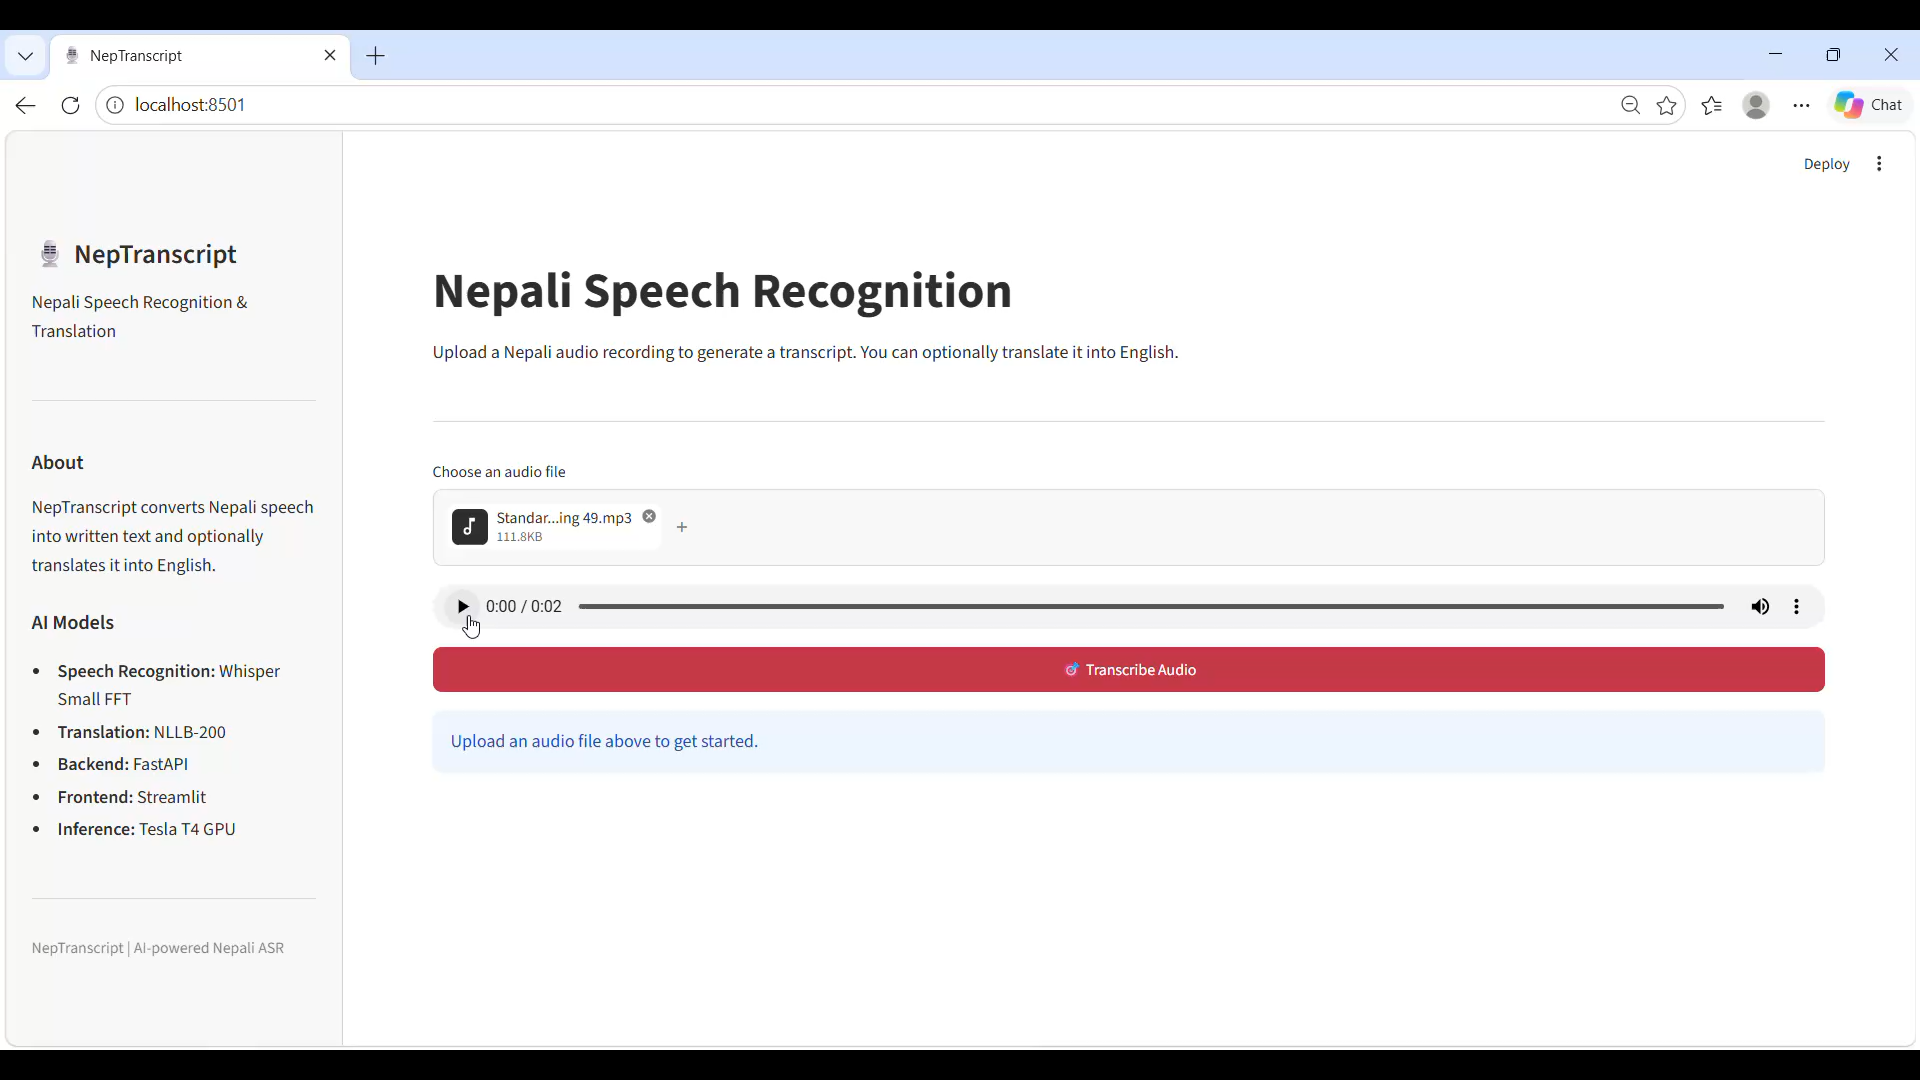 NepTranscript
localhost:8501
Chat
Deploy
NepTranscript
Nepali Speech Recognition &
Translation
About
NepTranscript converts Nepali speech
into written text and optionally
translates it into English.
AI Models
Speech Recognition: Whisper
Small FFT
Translation: NLLB-200
Backend: FastAPI
Frontend: Streamlit
Inference: Tesla T4 GPU
NepTranscript | AI-powered Nepali ASR
Nepali Speech Recognition
Upload a Nepali audio recording to generate a transcript. You can optionally translate it into English.
Choose an audio file
Standar...ing 49.mp3
111.8KB
0:00 / 0:02
Transcribe Audio
Upload an audio file above to get started.